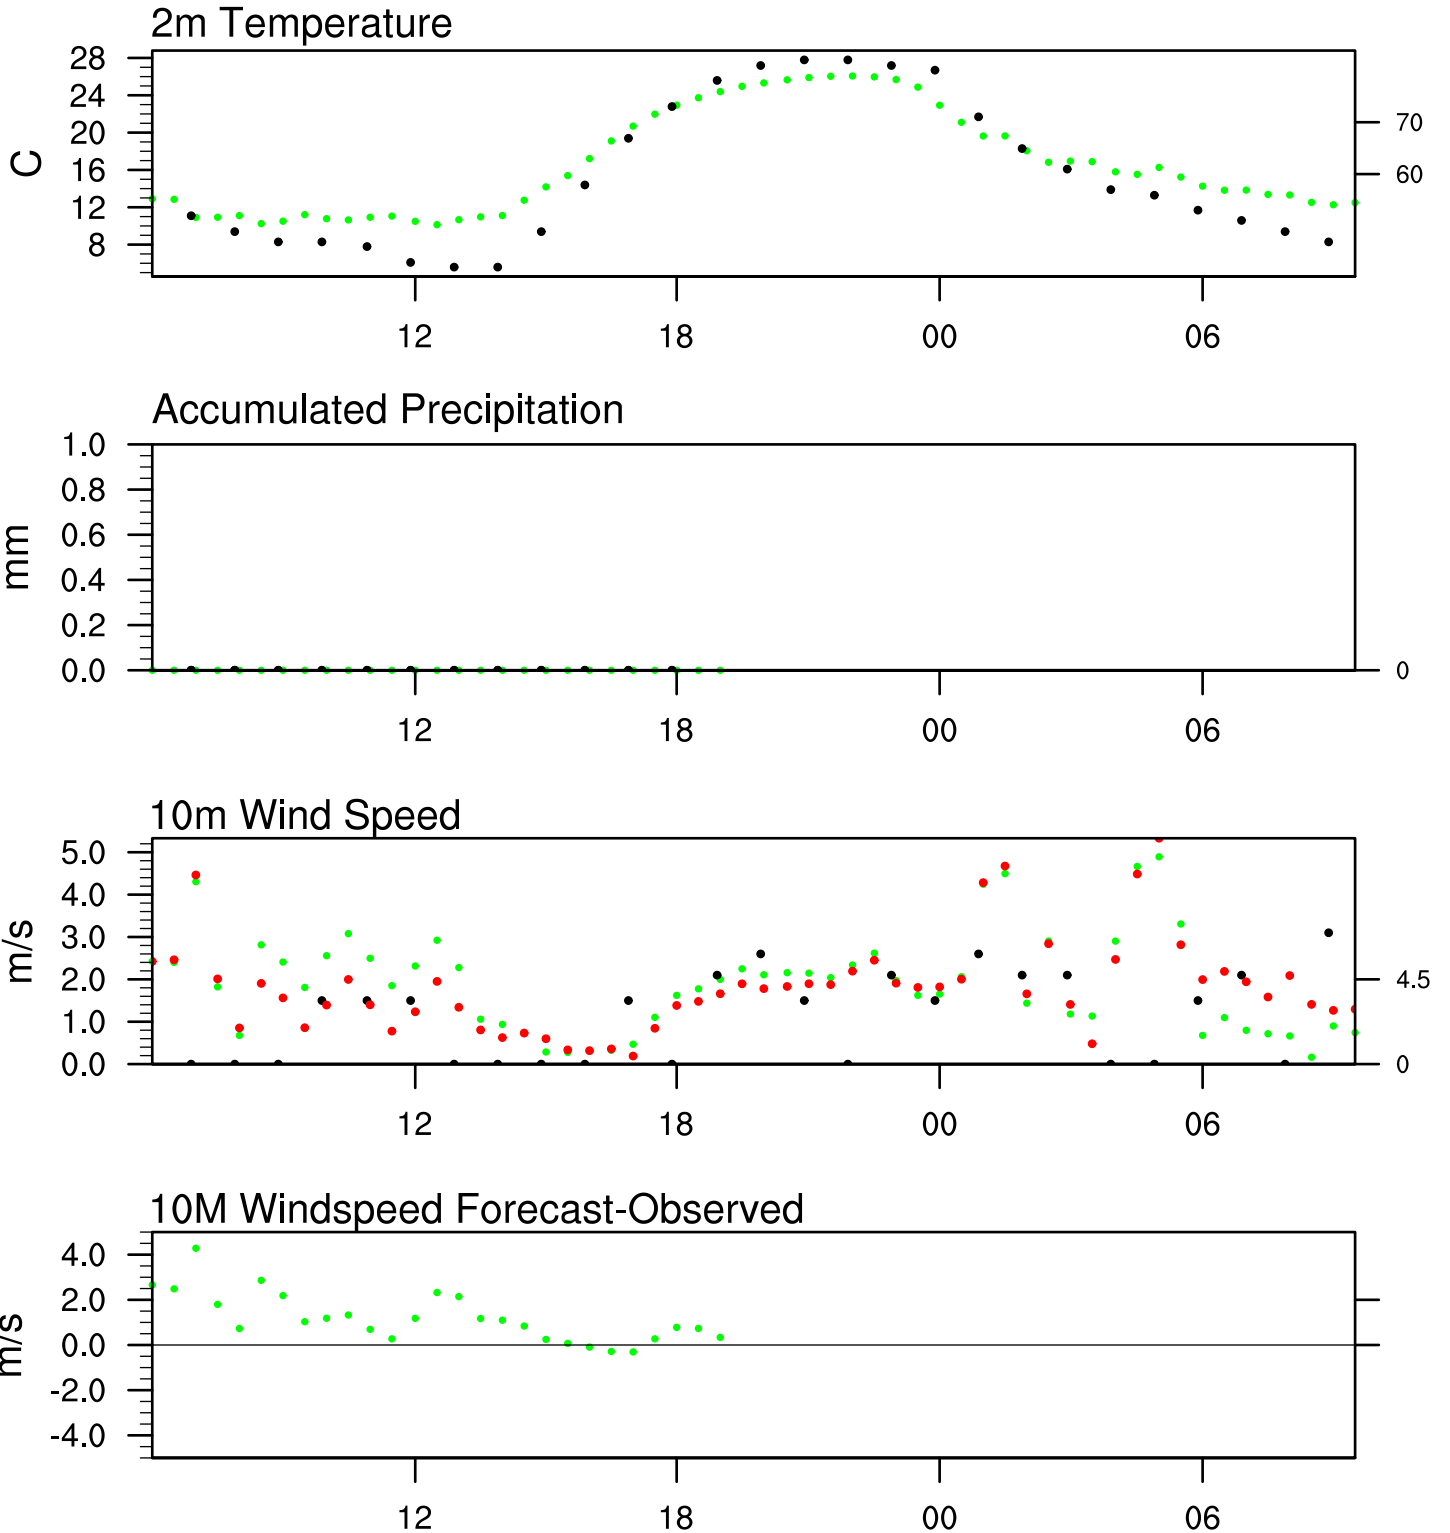 2m Temperature
28
24
20
16
12
8
C
70
60
12 18 00 06
Accumulated Precipitation
1.0
0.8
0.6
0.4
0.2
0.0
mm
0
12 18 00 06
10m Wind Speed
5.0
4.0
3.0
2.0
1.0
0.0
m/s
4.5
0
12 18 00 06
10M Windspeed Forecast-Observed
4.0
2.0
0.0
-2.0
-4.0
m/s
12 18 00 06